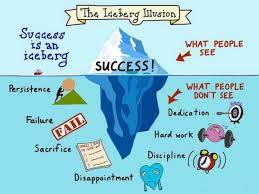 The Iceberg Illusion
Success
is an
iceberg
WHAT PEOPLE
SEE
SUCCESS!
WHAT PEOPLE
DON'T SEE
Persistence
Dedication
Failure
FAIL
Hard work
Sacrifice
Discipline
Disappointment